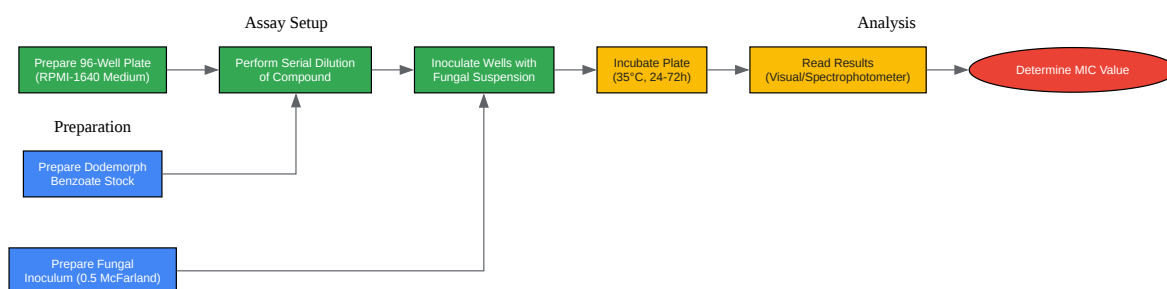 Assay Setup
Analysis
Prepare 96-Well Plate
(RPMI-1640 Medium)
Perform Serial Dilution
of Compound
Inoculate Wells with
Fungal Suspension
Incubate Plate
(35°C, 24-72h)
Read Results
(Visual/Spectrophotometer)
Determine MIC Value
Preparation
Prepare Dodemorph
Benzoate Stock
Prepare Fungal
Inoculum (0.5 McFarland)